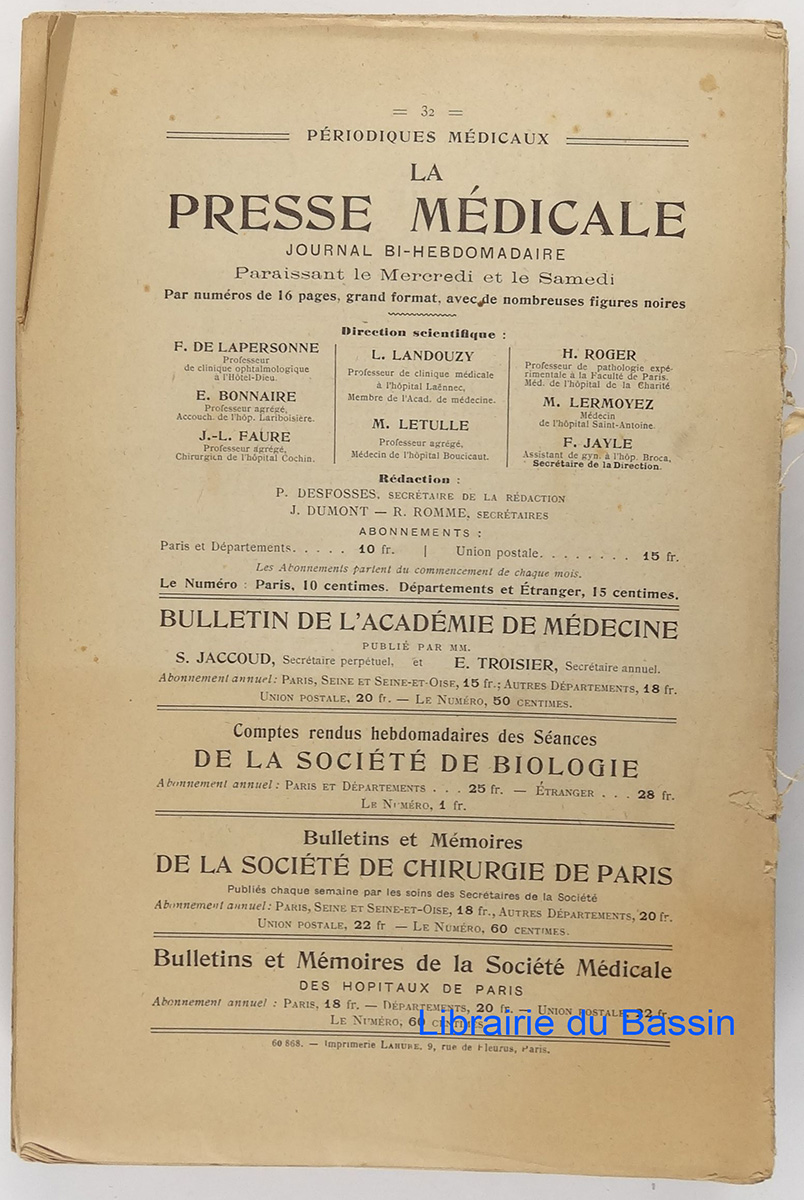 = 32 =
PÉRIODIQUES MÉDICAUX
LA
PRESSE MÉDICALE
JOURNAL BI-HEBDOMADAIRE
Paraissant le Mercredi et le Samedi
Par numéros de 16 pages, grand format, avec de nombreuses figures noires
Direction scientifique :
F. DE LAPERSONNE
Professeur
de clinique ophtalmologique
à l'Hôtel-Dieu.
E. BONNAIRE
Professeur agrégé,
Accouch. de l'hôp. Lariboisière.
J.-L. FAURE
Professeur agrégé,
Chirurgien de l'hôpital Cochin.
L. LANDOUZY
Professeur de clinique médicale
à l'hôpital Laënnec,
Membre de l'Acad. de médecine.
M. LETULLE
Professeur agrégé,
Médecin de l'hôpital Boucicaut.
H. ROGER
Professeur de pathologie expé-
rimentale à la Faculté de Paris.
Méd. de l'hôpital de la Charité
M. LERMOYEZ
Médecin
de l'hôpital Saint-Antoine.
F. JAYLE
Assistant de gyn. à l'hôp. Broca,
Secrétaire de la Direction.
Rédaction :
P. DESFOSSES, SECRÉTAIRE DE LA RÉDACTION
J. DUMONT — R. ROMME, SECRÉTAIRES
ABONNEMENTS :
Paris et Départements. . . . . 10 fr. | Union postale. . . . . . . . 15 fr.
Les Abonnements partent du commencement de chaque mois.
Le Numéro : Paris, 10 centimes. Départements et Étranger, 15 centimes.
BULLETIN DE L'ACADÉMIE DE MÉDECINE
PUBLIÉ PAR MM.
S. JACCOUD, Secrétaire perpétuel, et E. TROISIER, Secrétaire annuel.
Abonnement annuel : PARIS, SEINE ET SEINE-ET-OISE, 15 fr.; AUTRES DÉPARTEMENTS, 18 fr.
UNION POSTALE, 20 fr. — LE NUMÉRO, 50 CENTIMES.
Comptes rendus hebdomadaires des Séances
DE LA SOCIÉTÉ DE BIOLOGIE
Abonnement annuel : PARIS ET DÉPARTEMENTS . . . 25 fr. — ÉTRANGER . . . 28 fr.
LE NUMÉRO, 1 fr.
Bulletins et Mémoires
DE LA SOCIÉTÉ DE CHIRURGIE DE PARIS
Publiés chaque semaine par les soins des Secrétaires de la Société
Abonnement annuel : PARIS, SEINE ET SEINE-ET-OISE, 18 fr., AUTRES DÉPARTEMENTS, 20 fr.
UNION POSTALE, 22 fr — LE NUMÉRO, 60 CENTIMES.
Bulletins et Mémoires de la Société Médicale
DES HOPITAUX DE PARIS
Abonnement annuel : PARIS, 18 fr. — DÉPARTEMENTS, 20 fr. — UNION POSTALE, 22 fr.
LE NUMÉRO, 60 CENTIMES.
Librairie du Bassin
60 868. — Imprimerie LAHURE, 9, rue de Fleurus, Paris.